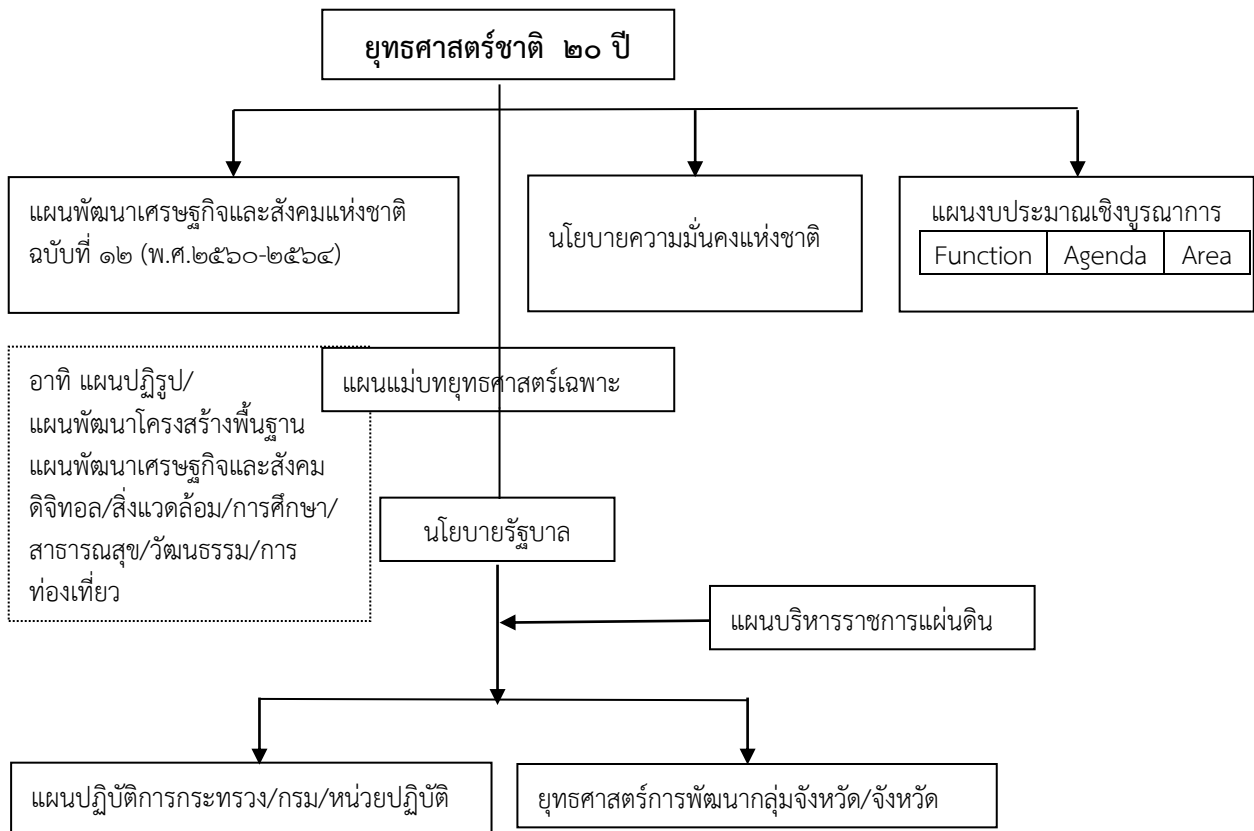 ยุทธศาสตร์ชาติ ๒๐ ปี
แผนพัฒนาเศรษฐกิจและสังคมแห่งชาติ
ฉบับที่ ๑๒ (พ.ศ.๒๕๖๐-๒๕๖๔)
นโยบายความมั่นคงแห่งชาติ
แผนงบประมาณเชิงบูรณาการ
Function Agenda Area
อาทิ แผนปฏิรูป/
แผนพัฒนาโครงสร้างพื้นฐาน
แผนพัฒนาเศรษฐกิจและสังคม
ดิจิทอล/สิ่งแวดล้อม/การศึกษา/
สาธารณสุข/วัฒนธรรม/การ
ท่องเที่ยว
แผนแม่บทยุทธศาสตร์เฉพาะ
นโยบายรัฐบาล
แผนบริหารราชการแผ่นดิน
แผนปฏิบัติการกระทรวง/กรม/หน่วยปฏิบัติ
ยุทธศาสตร์การพัฒนากลุ่มจังหวัด/จังหวัด